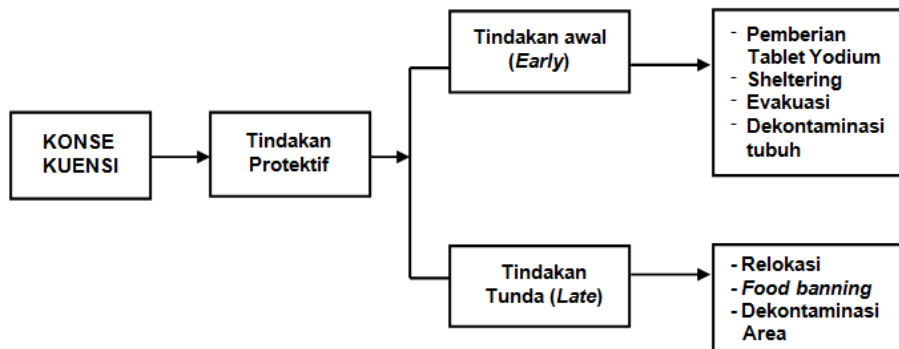 KONSE
KUENSI
Tindakan
Protektif
Tindakan awal
(Early)
- Pemberian
Tablet Yodium
- Sheltering
- Evakuasi
- Dekontaminasi
tubuh
Tindakan
Tunda (Late)
- Relokasi
- Food banning
- Dekontaminasi
Area